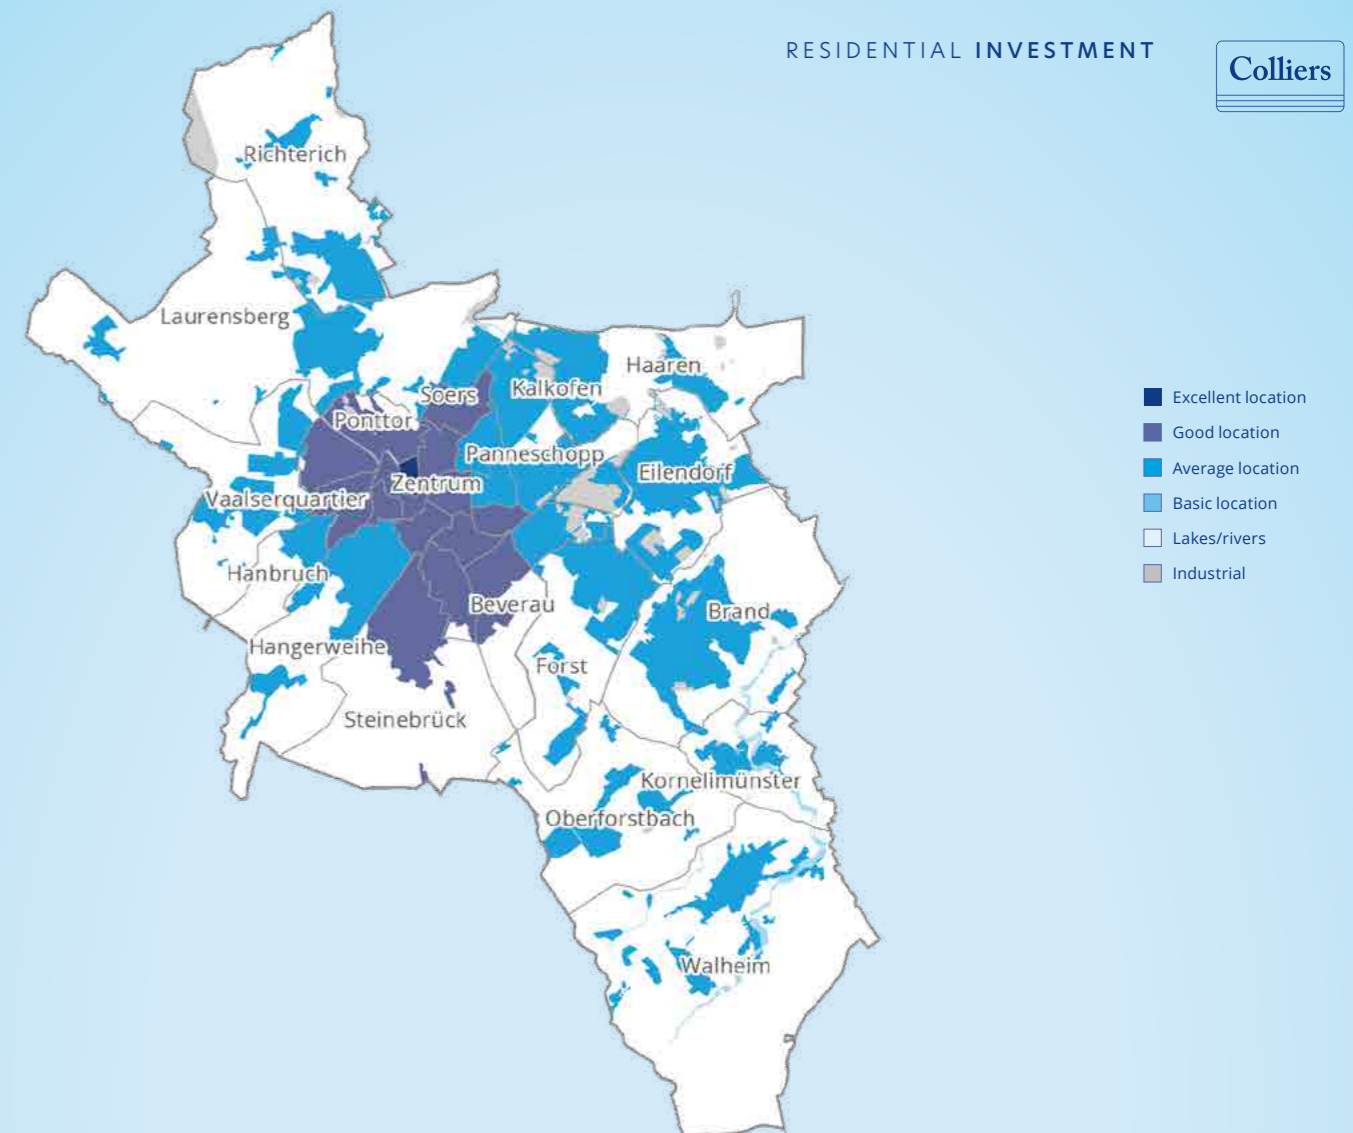 RESIDENTIAL INVESTMENT
Colliers
Richterich
Laurensberg
Haaren
Soers
Kalkofen
Ponttor
Panneschopp
Eilendorf
Zentrum
Vaalserquartier
Hanbruch
Beverau
Brand
Hangerweihe
Forst
Steinebrück
Kornelimünster
Oberforstbach
Walheim
Excellent location
Good location
Average location
Basic location
Lakes/rivers
Industrial